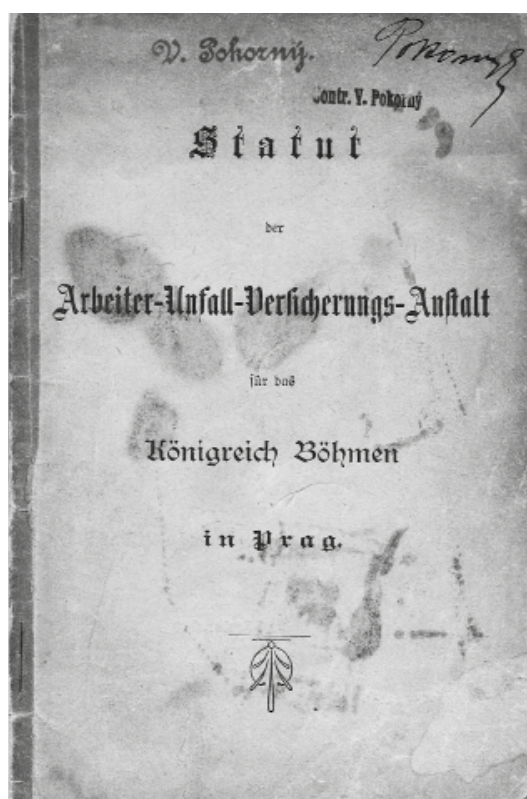 V. Pokorný.
Pokorný
Contr. V. Pokorný
Statut
der
Arbeiter-Unfall-Versicherungs-Anstalt
für das
Königreich Böhmen
in Prag.